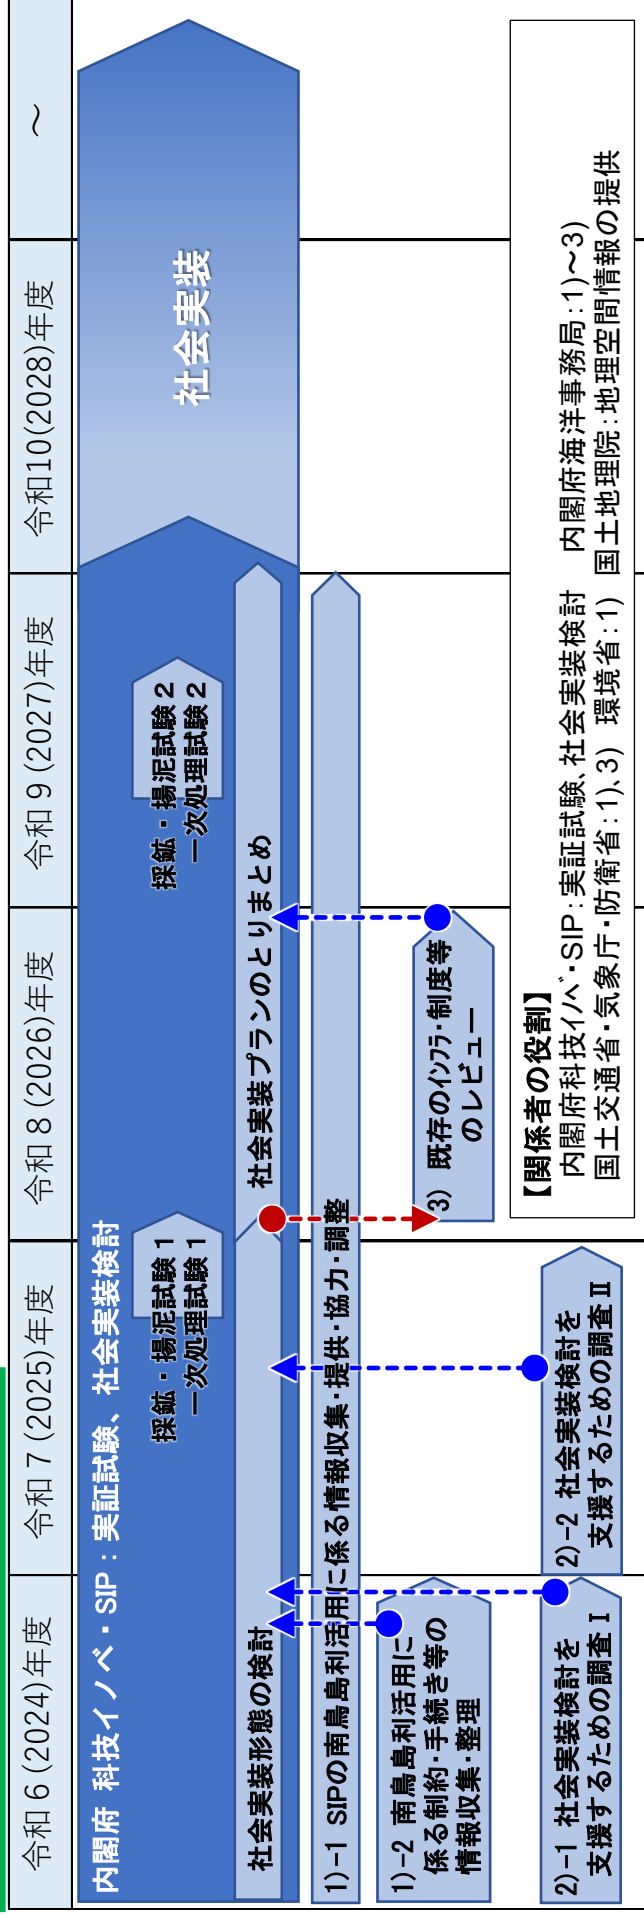 令和６(2024)年度
令和７(2025)年度
令和８(2026)年度
令和９(2027)年度
令和10(2028)年度
～
内閣府 科技イノベ・SIP：実証試験、社会実装検討
採鉱・揚泥試験１
一次処理試験１
採鉱・揚泥試験２
一次処理試験２
社会実装
社会実装形態の検討
社会実装プランのとりまとめ
1)-1 SIPの南鳥島利活用に係る情報収集・提供・協力・調整
1)-2 南鳥島利活用に
係る制約・手続き等の
情報収集・整理
3) 既存のｲﾝﾌﾗ・制度等
のレビュー
2)-1 社会実装検討を
支援するための調査Ⅰ
2)-2 社会実装検討を
支援するための調査Ⅱ
【関係者の役割】
内閣府科技ｲﾉﾍﾞ・SIP：実証試験、社会実装検討　内閣府海洋事務局：1)～3)
国土交通省・気象庁・防衛省：1)、3)　環境省：1)　国土地理院：地理空間情報の提供